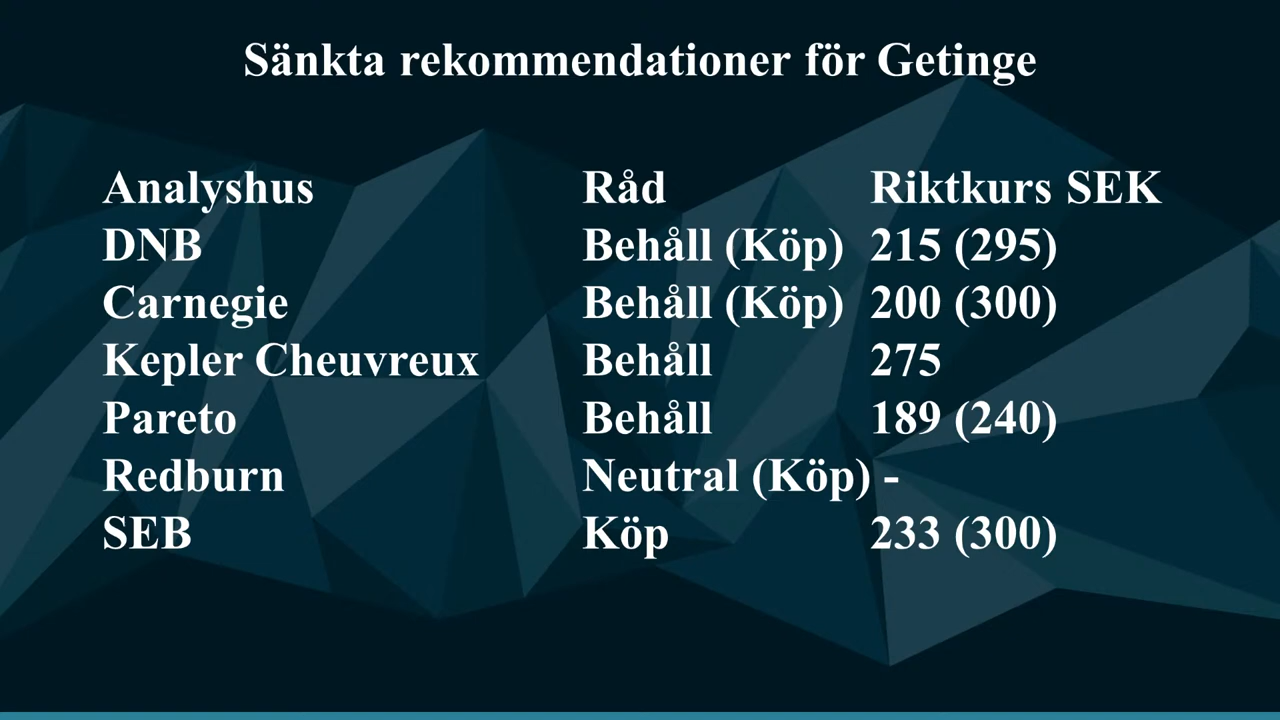 Sänkta rekommendationer för Getinge
Analyshus Råd Riktkurs SEK
DNB Behåll (Köp) 215 (295)
Carnegie Behåll (Köp) 200 (300)
Kepler Cheuvreux Behåll 275
Pareto Behåll 189 (240)
Redburn Neutral (Köp) -
SEB Köp 233 (300)